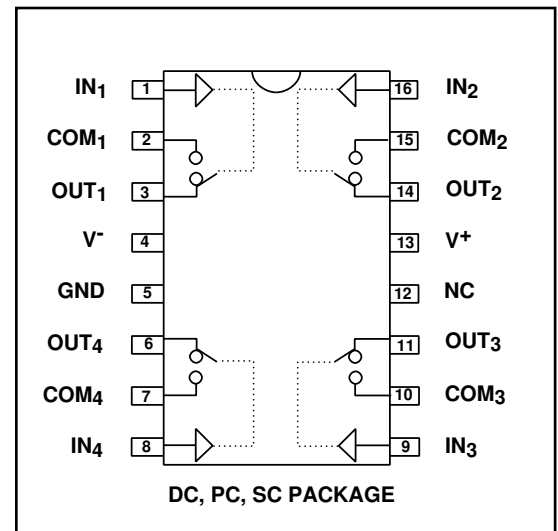 IN1 1 16 IN2
COM1 2 15 COM2
OUT1 3 14 OUT2
V- 4 13 V+
GND 5 12 NC
OUT4 6 11 OUT3
COM4 7 10 COM3
IN4 8 9 IN3
DC, PC, SC PACKAGE